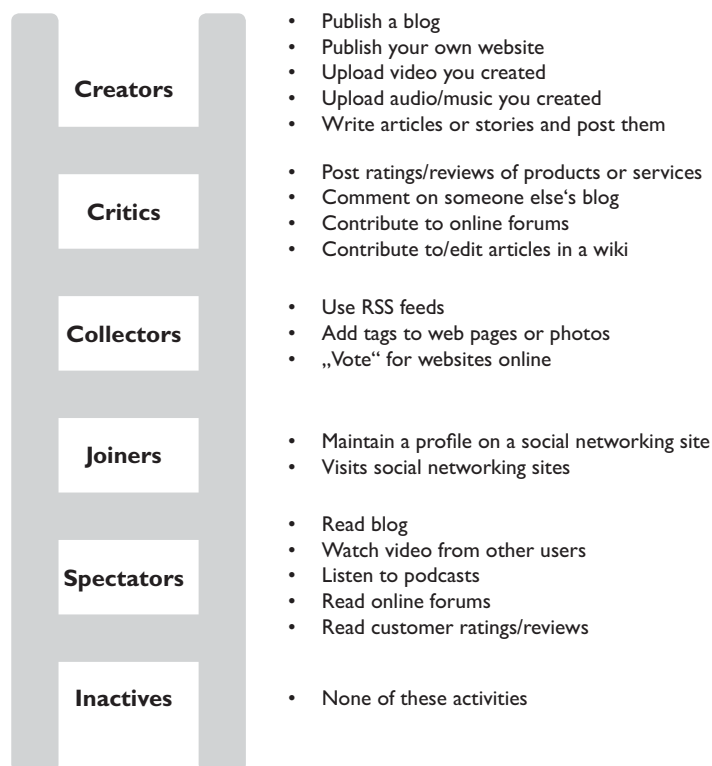 Creators
• Publish a blog
• Publish your own website
• Upload video you created
• Upload audio/music you created
• Write articles or stories and post them
Critics
• Post ratings/reviews of products or services
• Comment on someone else‘s blog
• Contribute to online forums
• Contribute to/edit articles in a wiki
Collectors
• Use RSS feeds
• Add tags to web pages or photos
• „Vote“ for websites online
Joiners
• Maintain a profile on a social networking site
• Visits social networking sites
Spectators
• Read blog
• Watch video from other users
• Listen to podcasts
• Read online forums
• Read customer ratings/reviews
Inactives
• None of these activities